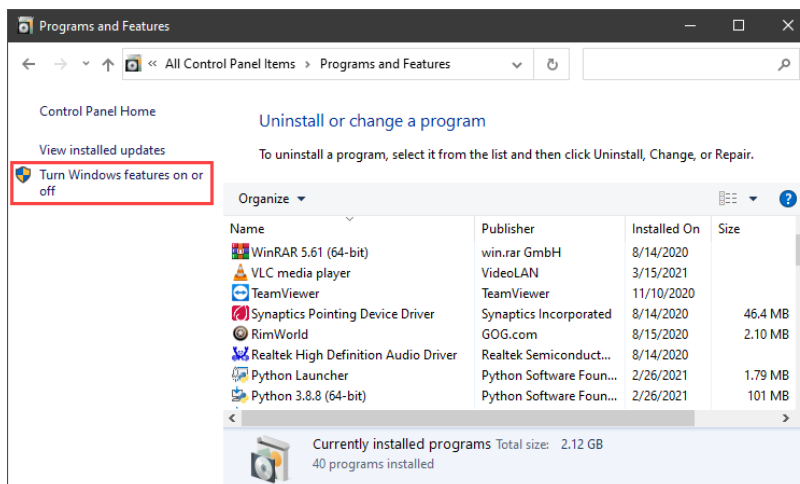 Programs and Features
« All Control Panel Items › Programs and Features
Control Panel Home
View installed updates
Turn Windows features on or
off
Uninstall or change a program
To uninstall a program, select it from the list and then click Uninstall, Change, or Repair.
Organize
Name Publisher Installed On Size
WinRAR 5.61 (64-bit) win.rar GmbH 8/14/2020
VLC media player VideoLAN 3/15/2021
TeamViewer TeamViewer 11/10/2020
Synaptics Pointing Device Driver Synaptics Incorporated 8/14/2020 46.4 MB
RimWorld GOG.com 8/15/2020 2.10 MB
Realtek High Definition Audio Driver Realtek Semiconduct... 8/14/2020
Python Launcher Python Software Foun... 2/26/2021 1.79 MB
Python 3.8.8 (64-bit) Python Software Foun... 2/26/2021 101 MB
Currently installed programs Total size: 2.12 GB
40 programs installed